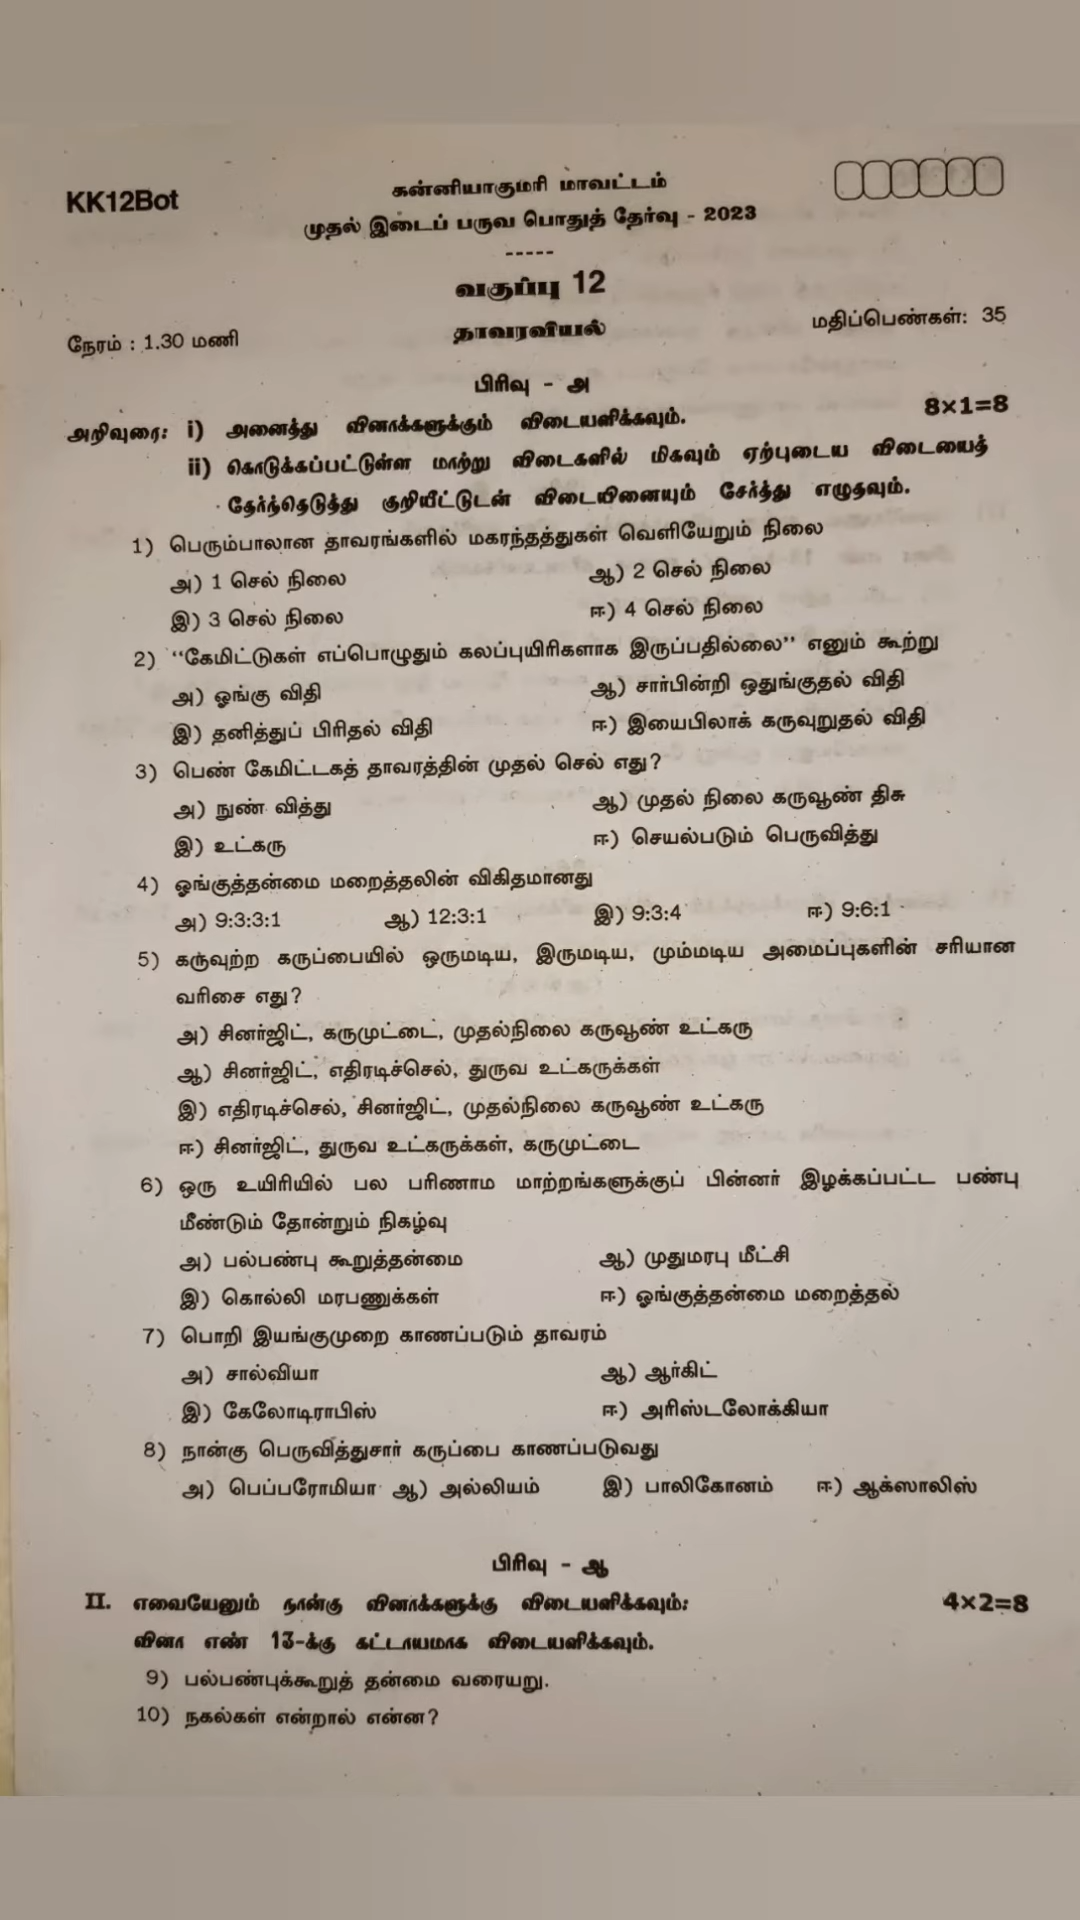 KK12Bot
கன்னியாகுமரி மாவட்டம்
முதல் இடைப் பருவ பொதுத் தேர்வு - 2023
-----
வகுப்பு 12
நேரம் : 1.30 மணி தாவரவியல் மதிப்பெண்கள்: 35
பிரிவு - அ
அறிவுரை: i) அனைத்து வினாக்களுக்கும் விடையளிக்கவும். 8×1=8
ii) கொடுக்கப்பட்டுள்ள மாற்று விடைகளில் மிகவும் ஏற்புடைய விடையைத்
தேர்ந்தெடுத்து குறியீட்டுடன் விடையினையும் சேர்த்து எழுதவும்.
1) பெரும்பாலான தாவரங்களில் மகரந்தத்துகள் வெளியேறும் நிலை
அ) 1 செல் நிலை ஆ) 2 செல் நிலை
இ) 3 செல் நிலை ஈ) 4 செல் நிலை
2) “கேமிட்டுகள் எப்பொழுதும் கலப்புயிரிகளாக இருப்பதில்லை” எனும் கூற்று
அ) ஓங்கு விதி ஆ) சார்பின்றி ஒதுங்குதல் விதி
இ) தனித்துப் பிரிதல் விதி ஈ) இயைபிலாக் கருவுறுதல் விதி
3) பெண் கேமிட்டகத் தாவரத்தின் முதல் செல் எது?
அ) நுண் வித்து ஆ) முதல் நிலை கருவூண் திசு
இ) உட்கரு ஈ) செயல்படும் பெருவித்து
4) ஓங்குத்தன்மை மறைத்தலின் விகிதமானது
அ) 9:3:3:1 ஆ) 12:3:1 இ) 9:3:4 ஈ) 9:6:1
5) கருவுற்ற கருப்பையில் ஒருமடிய, இருமடிய, மும்மடிய அமைப்புகளின் சரியான
வரிசை எது?
அ) சினர்ஜிட், கருமுட்டை, முதல்நிலை கருவூண் உட்கரு
ஆ) சினர்ஜிட், எதிரடிச்செல், துருவ உட்கருக்கள்
இ) எதிரடிச்செல், சினர்ஜிட், முதல்நிலை கருவூண் உட்கரு
ஈ) சினர்ஜிட், துருவ உட்கருக்கள், கருமுட்டை
6) ஒரு உயிரியில் பல பரிணாம மாற்றங்களுக்குப் பின்னர் இழக்கப்பட்ட பண்பு
மீண்டும் தோன்றும் நிகழ்வு
அ) பல்பண்பு கூறுத்தன்மை ஆ) முதுமரபு மீட்சி
இ) கொல்லி மரபணுக்கள் ஈ) ஓங்குத்தன்மை மறைத்தல்
7) பொறி இயங்குமுறை காணப்படும் தாவரம்
அ) சால்வியா ஆ) ஆர்கிட்
இ) கேலோடிராபிஸ் ஈ) அரிஸ்டலோக்கியா
8) நான்கு பெருவித்துசார் கருப்பை காணப்படுவது
அ) பெப்பரோமியா ஆ) அல்லியம் இ) பாலிகோனம் ஈ) ஆக்ஸாலிஸ்
பிரிவு - ஆ
II. எவையேனும் நான்கு வினாக்களுக்கு விடையளிக்கவும்: 4×2=8
வினா எண் 13-க்கு கட்டாயமாக விடையளிக்கவும்.
9) பல்பண்புக்கூறுத் தன்மை வரையறு.
10) நகல்கள் என்றால் என்ன?